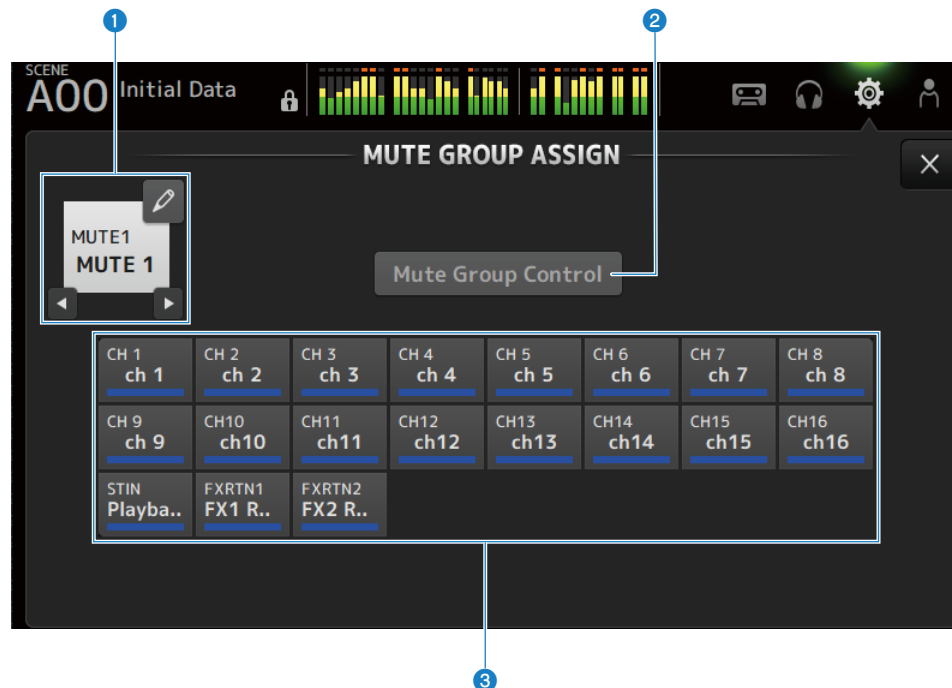 1
2
SCENE
A00 Initial Data
MUTE GROUP ASSIGN
MUTE1
MUTE 1
Mute Group Control
CH 1 CH 2 CH 3 CH 4 CH 5 CH 6 CH 7 CH 8
ch 1 ch 2 ch 3 ch 4 ch 5 ch 6 ch 7 ch 8
CH 9 CH10 CH11 CH12 CH13 CH14 CH15 CH16
ch 9 ch10 ch11 ch12 ch13 ch14 ch15 ch16
STIN FXRTN1 FXRTN2
Playba.. FX1 R.. FX2 R..
3